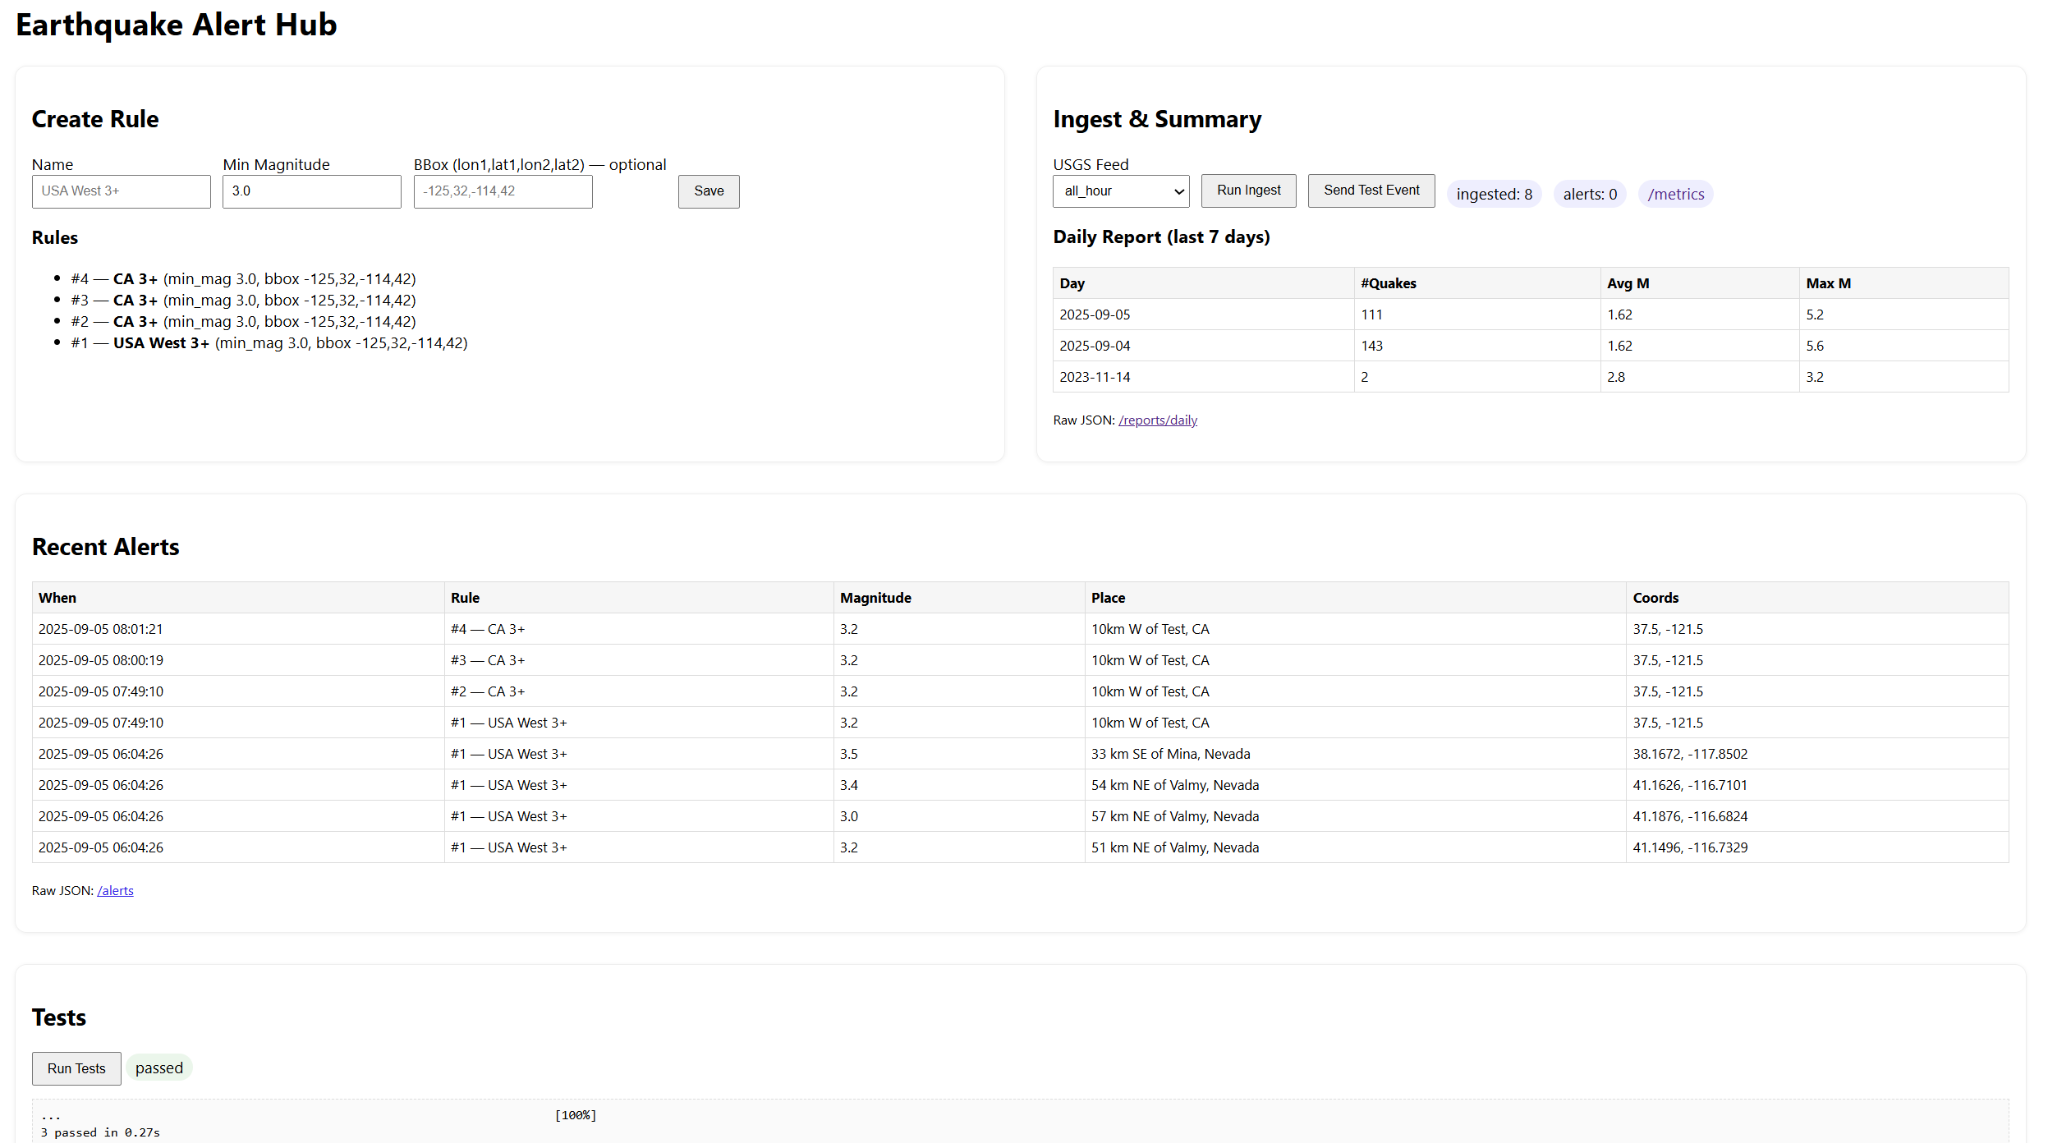 Earthquake Alert Hub
Create Rule
Name Min Magnitude BBox (lon1,lat1,lon2,lat2) — optional
USA West 3+ 3.0 -125,32,-114,42 Save
Rules
#4 — CA 3+ (min_mag 3.0, bbox -125,32,-114,42)
#3 — CA 3+ (min_mag 3.0, bbox -125,32,-114,42)
#2 — CA 3+ (min_mag 3.0, bbox -125,32,-114,42)
#1 — USA West 3+ (min_mag 3.0, bbox -125,32,-114,42)
Ingest & Summary
USGS Feed
all_hour Run Ingest Send Test Event ingested: 8 alerts: 0 /metrics
Daily Report (last 7 days)
Day #Quakes Avg M Max M
2025-09-05 111 1.62 5.2
2025-09-04 143 1.62 5.6
2023-11-14 2 2.8 3.2
Raw JSON: /reports/daily
Recent Alerts
When Rule Magnitude Place Coords
2025-09-05 08:01:21 #4 — CA 3+ 3.2 10km W of Test, CA 37.5, -121.5
2025-09-05 08:00:19 #3 — CA 3+ 3.2 10km W of Test, CA 37.5, -121.5
2025-09-05 07:49:10 #2 — CA 3+ 3.2 10km W of Test, CA 37.5, -121.5
2025-09-05 07:49:10 #1 — USA West 3+ 3.2 10km W of Test, CA 37.5, -121.5
2025-09-05 06:04:26 #1 — USA West 3+ 3.5 33 km SE of Mina, Nevada 38.1672, -117.8502
2025-09-05 06:04:26 #1 — USA West 3+ 3.4 54 km NE of Valmy, Nevada 41.1626, -116.7101
2025-09-05 06:04:26 #1 — USA West 3+ 3.0 57 km NE of Valmy, Nevada 41.1876, -116.6824
2025-09-05 06:04:26 #1 — USA West 3+ 3.2 51 km NE of Valmy, Nevada 41.1496, -116.7329
Raw JSON: /alerts
Tests
Run Tests passed
... [100%]
3 passed in 0.27s